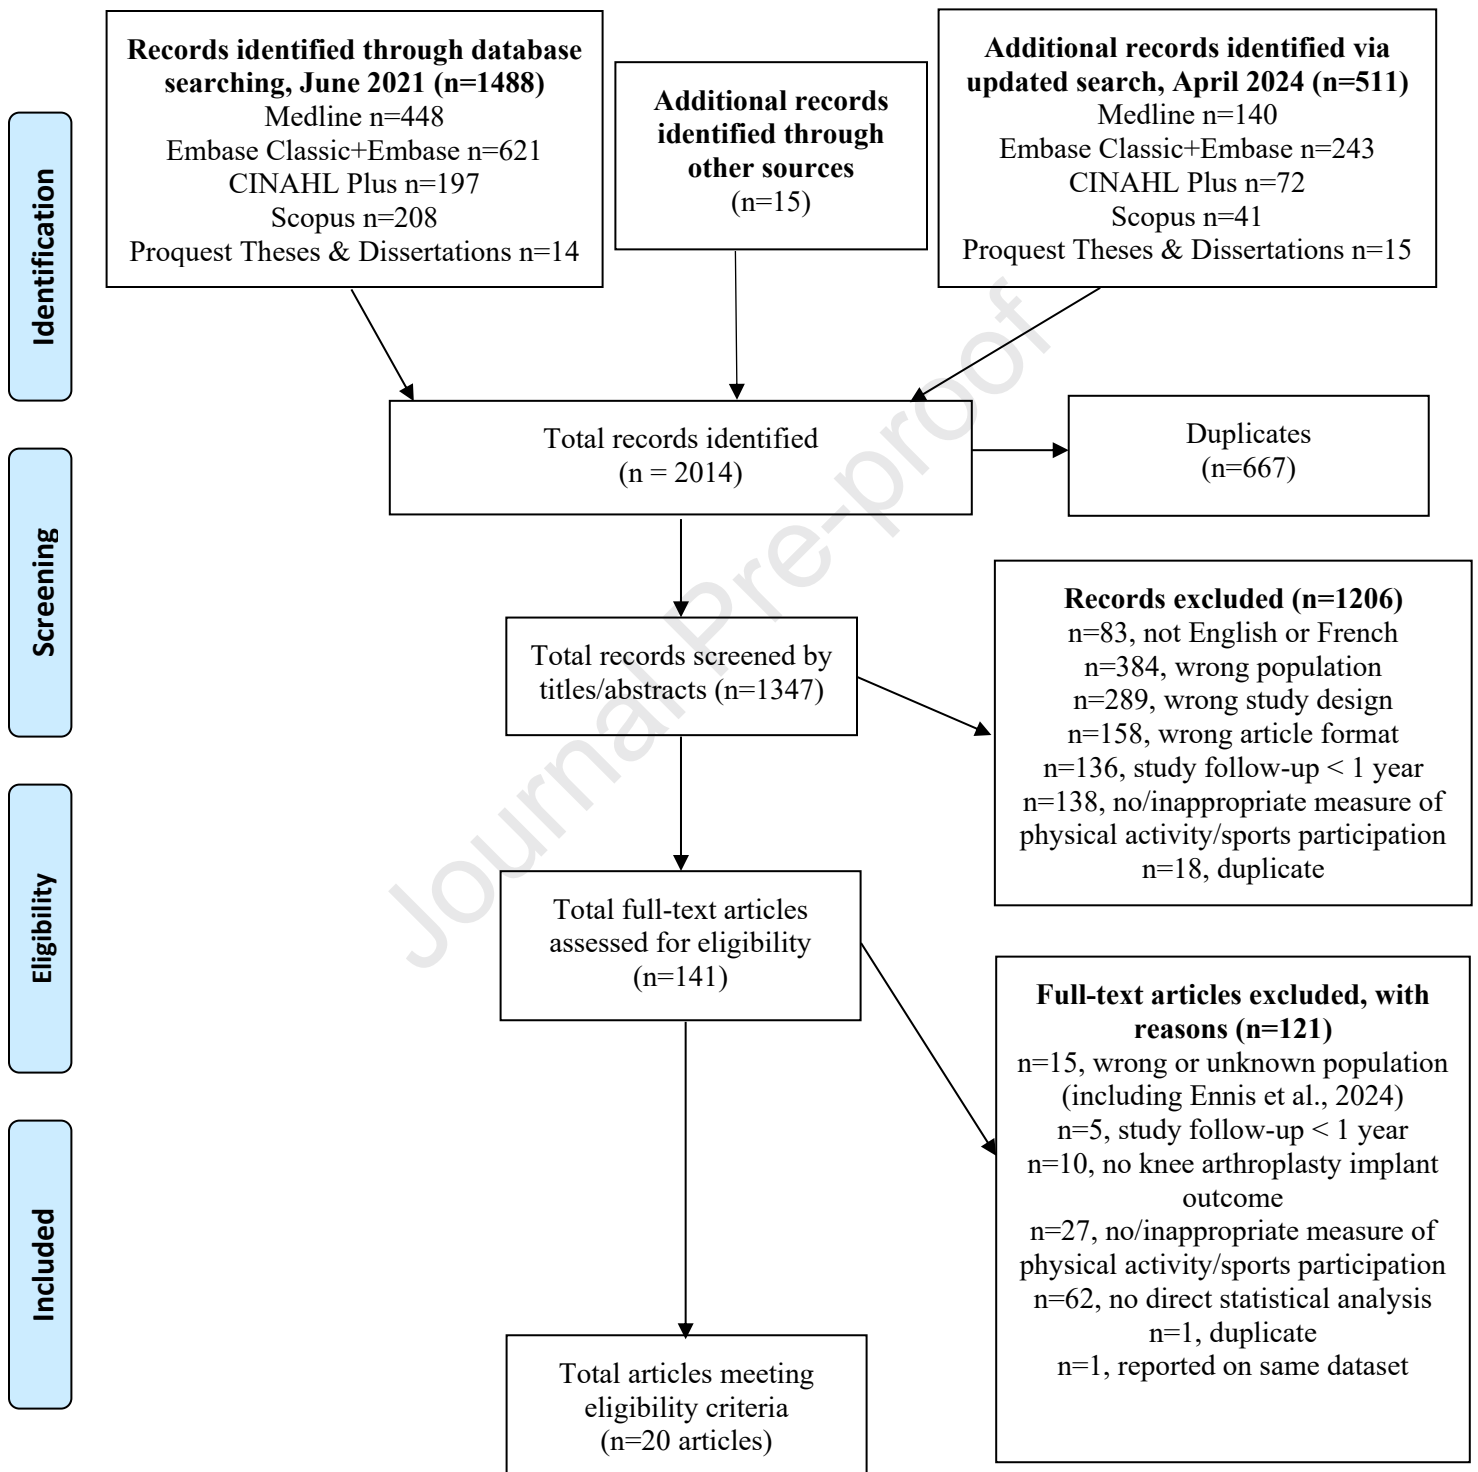 Records identified through database
searching, June 2021 (n=1488)
Medline n=448
Embase Classic+Embase n=621
CINAHL Plus n=197
Scopus n=208
Proquest Theses & Dissertations n=14
Additional records
identified through
other sources
(n=15)
Additional records identified via
updated search, April 2024 (n=511)
Medline n=140
Embase Classic+Embase n=243
CINAHL Plus n=72
Scopus n=41
Proquest Theses & Dissertations n=15
Identification
Total records identified
(n = 2014)
Duplicates
(n=667)
Screening
Total records screened by
titles/abstracts (n=1347)
Records excluded (n=1206)
n=83, not English or French
n=384, wrong population
n=289, wrong study design
n=158, wrong article format
n=136, study follow-up < 1 year
n=138, no/inappropriate measure of
physical activity/sports participation
n=18, duplicate
Eligibility
Total full-text articles
assessed for eligibility
(n=141)
Full-text articles excluded, with
reasons (n=121)
n=15, wrong or unknown population
(including Ennis et al., 2024)
n=5, study follow-up < 1 year
n=10, no knee arthroplasty implant
outcome
n=27, no/inappropriate measure of
physical activity/sports participation
n=62, no direct statistical analysis
n=1, duplicate
n=1, reported on same dataset
Included
Total articles meeting
eligibility criteria
(n=20 articles)
Journal Pre-proof